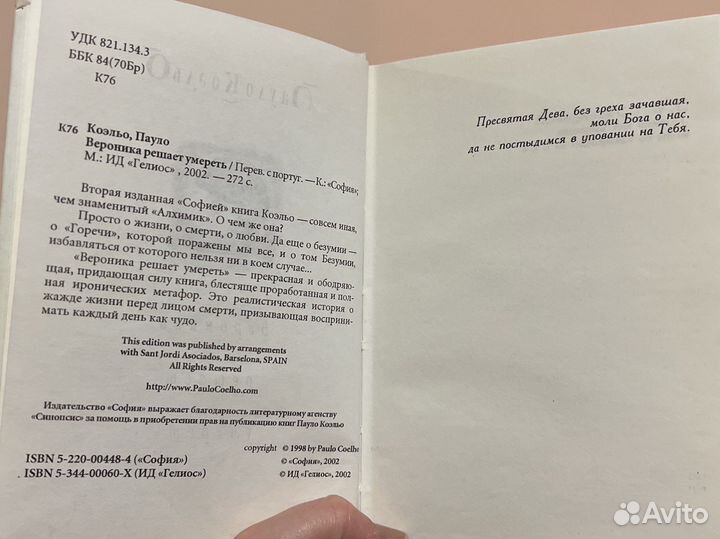 УДК 821.134.3
ББК 84(70Бр)
К76
К76 Коэльо, Пауло
Вероника решает умереть / Перев. с португ. — К.: «София»;
М.: ИД «Гелиос» , 2002. — 272 с.
Вторая изданная «Софией» книга Коэльо — совсем иная,
чем знаменитый «Алхимик». О чем же она?
Просто о жизни, о смерти, о любви. Да еще о безумии —
о «Горечи», которой поражены мы все, и о том Безумии,
избавляться от которого нельзя ни в коем случае...
«Вероника решает умереть» — прекрасная и ободряю-
щая, придающая силу книга, блестяще проработанная и пол-
ная иронических метафор. Это реалистическая история о
жажде жизни перед лицом смерти, призывающая восприни-
мать каждый день как чудо.
This edition was published by arrangements
with Sant Jordi Asociados, Barselona, SPAIN
All Rights Reserved
http://www.PauloCoelho.com
Издательство «София» выражает благодарность литературному агенству
«Синопсис» за помощь в приобретении прав на публикацию книг Пауло Коэльо
copyright © 1998 by Paulo Coelho
© «София», 2002
© ИД «Гелиос», 2002
ISBN 5-220-00448-4 («София»)
ISBN 5-344-00060-X (ИД «Гелиос»)
Пресвятая Дева, без греха зачавшая,
моли Бога о нас,
да не постыдимся в уповании на Тебя.
Пауло Коэльо
Avito